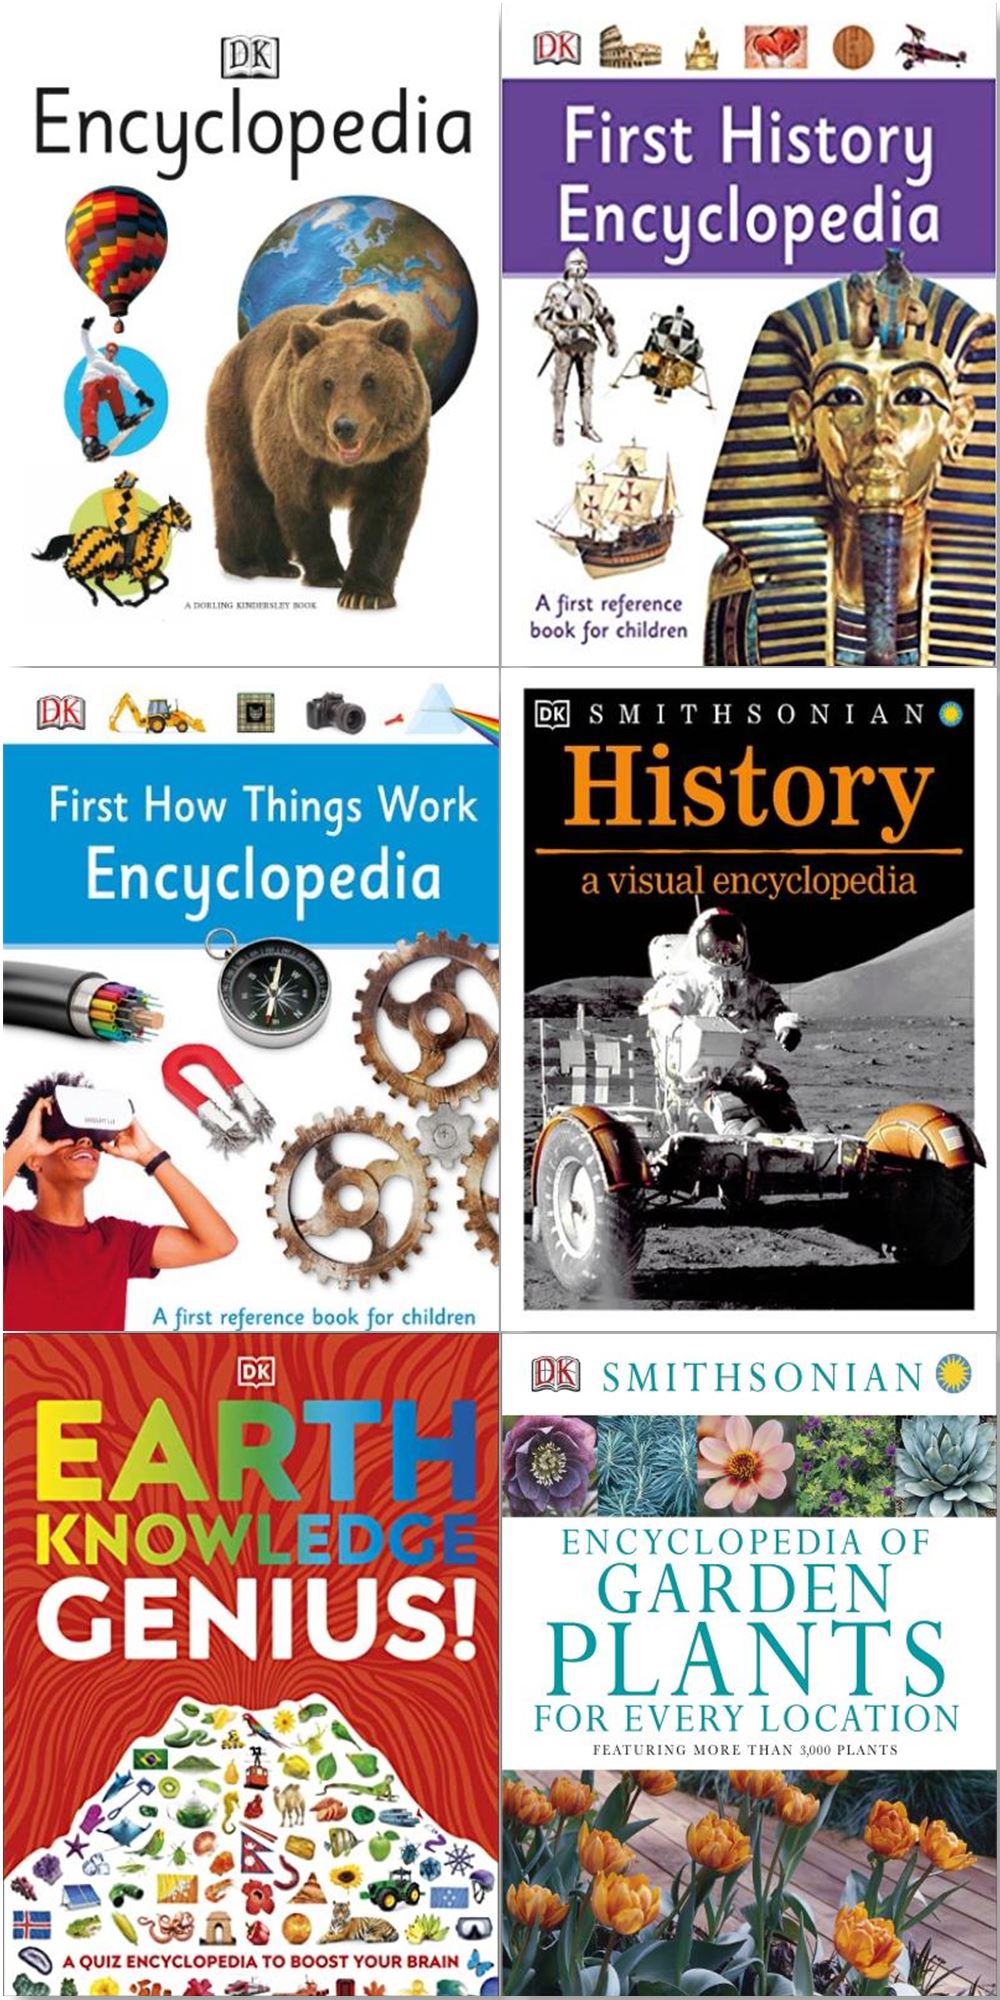 DK
Encyclopedia
A DORLING KINDERSLEY BOOK
DK
First History
Encyclopedia
A first reference
book for children
DK
First How Things Work
Encyclopedia
A first reference book for children
DK SMITHSONIAN
History
a visual encyclopedia
DK
EARTH
KNOWLEDGE
GENIUS!
A QUIZ ENCYCLOPEDIA TO BOOST YOUR BRAIN
DK SMITHSONIAN
ENCYCLOPEDIA OF
GARDEN
PLANTS
FOR EVERY LOCATION
FEATURING MORE THAN 3,000 PLANTS